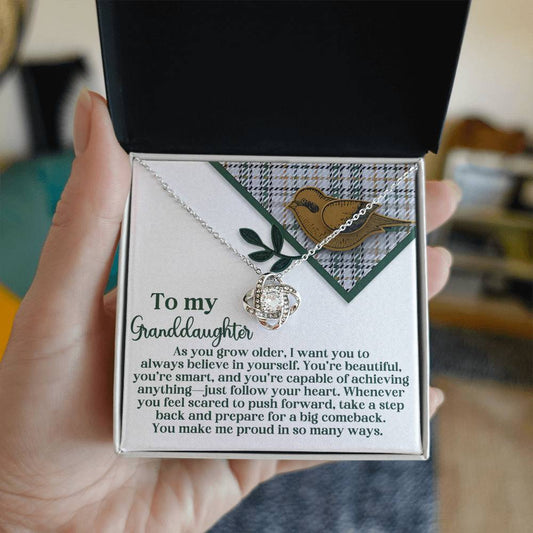 To my
Granddaughter
As you grow older, I want you to
always believe in yourself. You're beautiful,
you're smart, and you're capable of achieving
anything—just follow your heart. Whenever
you feel scared to push forward, take a step
back and prepare for a big comeback.
You make me proud in so many ways.